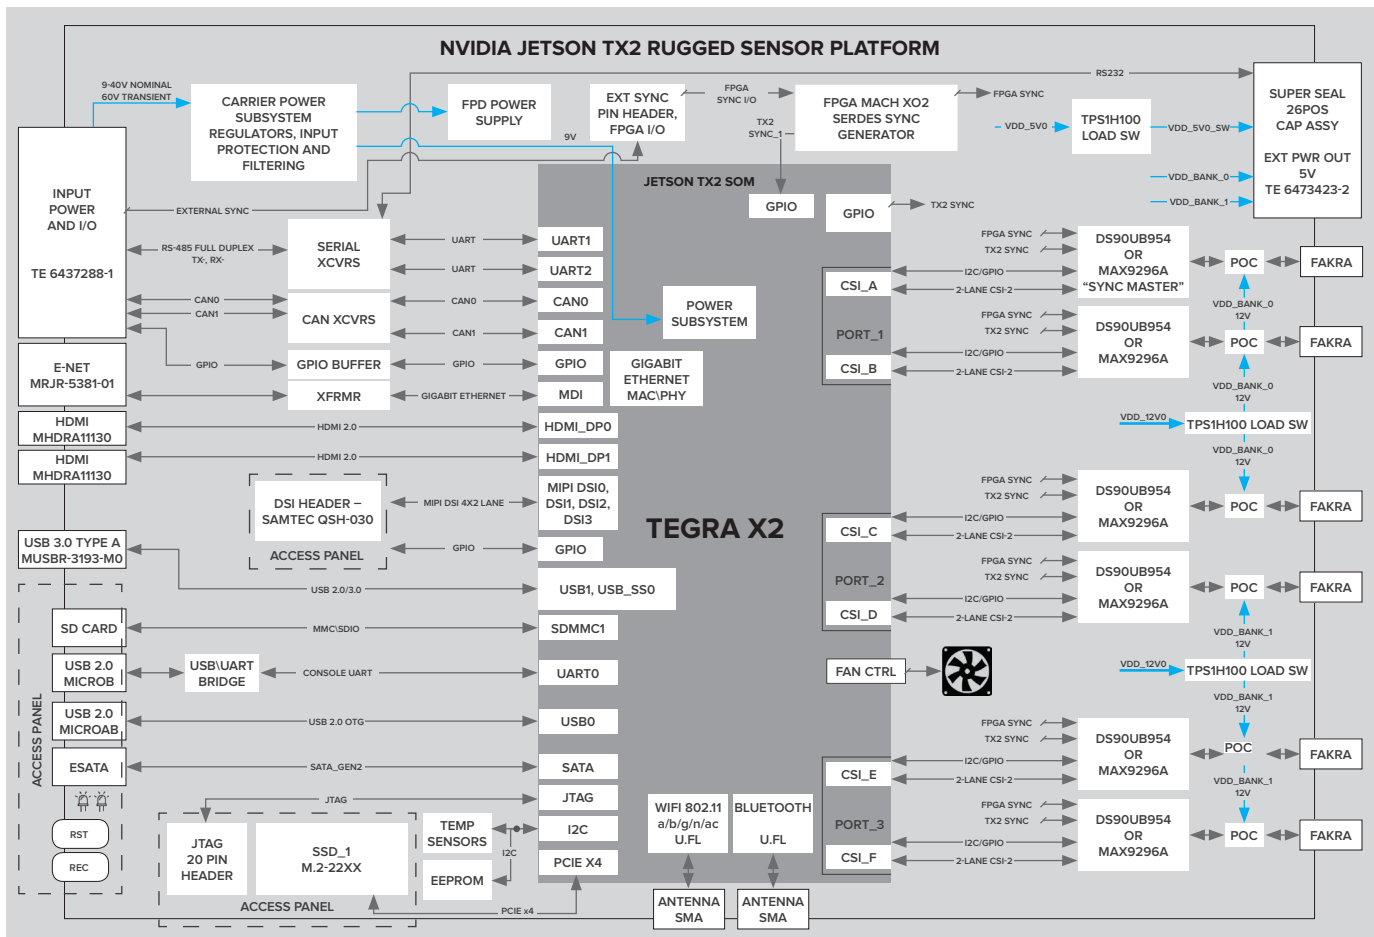 NVIDIA JETSON TX2 RUGGED SENSOR PLATFORM
9-40V NOMINAL
60V TRANSIENT
CARRIER POWER
SUBSYSTEM
REGULATORS, INPUT
PROTECTION AND
FILTERING
FPD POWER
SUPPLY
9V
EXT SYNC
PIN HEADER,
FPGA I/O
FPGA
SYNC I/O
TX2
SYNC_1
FPGA MACH XO2
SERDES SYNC
GENERATOR
FPGA SYNC
RS232
VDD_5V0
TPS1H100
LOAD SW
VDD_5V0_SW
VDD_BANK_0
VDD_BANK_1
SUPER SEAL
26POS
CAP ASSY
EXT PWR OUT
5V
TE 6473423-2
INPUT
POWER
AND I/O
TE 6437288-1
E-NET
MRJR-5381-01
HDMI
MHDRA11130
HDMI
MHDRA11130
USB 3.0 TYPE A
MUSBR-3193-M0
ACCESS PANEL
SD CARD
USB 2.0
MICROB
USB 2.0
MICROAB
ESATA
RST
REC
EXTERNAL SYNC
RS-485 FULL DUPLEX
TX-, RX-
CAN0
CAN1
GPIO
SERIAL
XCVRS
CAN XCVRS
GPIO BUFFER
XFRMR
UART
UART
CAN0
CAN1
GPIO
GIGABIT ETHERNET
HDMI 2.0
HDMI 2.0
DSI HEADER –
SAMTEC QSH-030
ACCESS PANEL
MIPI DSI 4X2 LANE
GPIO
USB 2.0/3.0
MMC\SDIO
USB\UART
BRIDGE
CONSOLE UART
USB 2.0 OTG
SATA_GEN2
JTAG
JTAG
20 PIN
HEADER
SSD_1
M.2-22XX
ACCESS PANEL
TEMP
SENSORS
EEPROM
I2C
PCIE x4
JETSON TX2 SOM
GPIO
GPIO
TX2 SYNC
UART1
UART2
CAN0
CAN1
GPIO
MDI
HDMI_DP0
HDMI_DP1
MIPI DSI0,
DSI1, DSI2,
DSI3
GPIO
USB1, USB_SS0
SDMMC1
UART0
USB0
SATA
JTAG
I2C
PCIE X4
POWER
SUBSYSTEM
GIGABIT
ETHERNET
MAC\PHY
TEGRA X2
WIFI 802.11
a/b/g/n/ac
U.FL
BLUETOOTH
U.FL
ANTENNA
SMA
ANTENNA
SMA
CSI_A
PORT_1
CSI_B
CSI_C
PORT_2
CSI_D
FAN CTRL
CSI_E
PORT_3
CSI_F
FPGA SYNC
TX2 SYNC
I2C/GPIO
2-LANE CSI-2
DS90UB954
OR
MAX9296A
“SYNC MASTER”
POC
FAKRA
VDD_BANK_0
12V
FPGA SYNC
TX2 SYNC
I2C/GPIO
2-LANE CSI-2
DS90UB954
OR
MAX9296A
POC
FAKRA
VDD_BANK_0
12V
VDD_12V0
TPS1H100 LOAD SW
VDD_BANK_0
12V
FPGA SYNC
TX2 SYNC
I2C/GPIO
2-LANE CSI-2
DS90UB954
OR
MAX9296A
POC
FAKRA
FPGA SYNC
TX2 SYNC
I2C/GPIO
2-LANE CSI-2
DS90UB954
OR
MAX9296A
POC
FAKRA
VDD_BANK_1
12V
VDD_12V0
TPS1H100 LOAD SW
VDD_BANK_1
12V
FPGA SYNC
TX2 SYNC
I2C/GPIO
2-LANE CSI-2
DS90UB954
OR
MAX9296A
POC
FAKRA
VDD_BANK_1
12V
FPGA SYNC
TX2 SYNC
I2C/GPIO
2-LANE CSI-2
DS90UB954
OR
MAX9296A
POC
FAKRA